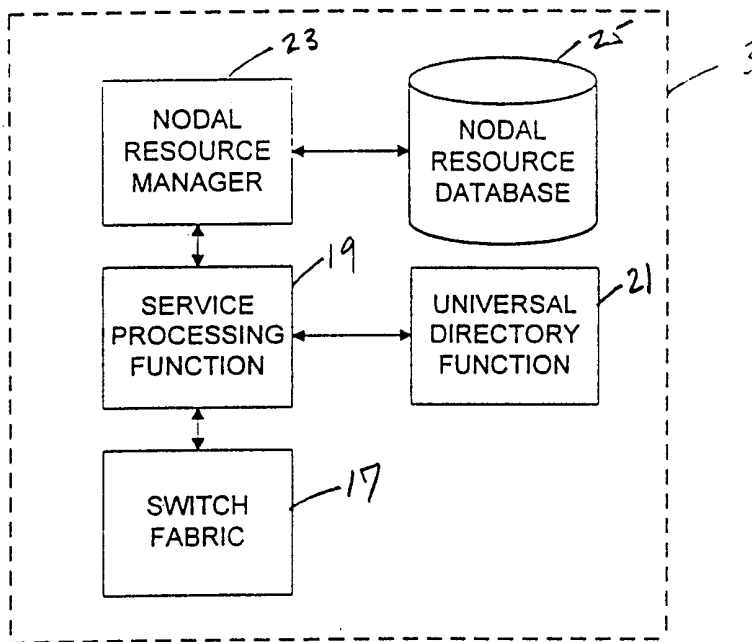 23
25
3
NODAL
RESOURCE
MANAGER
NODAL
RESOURCE
DATABASE
19
21
SERVICE
PROCESSING
FUNCTION
UNIVERSAL
DIRECTORY
FUNCTION
17
SWITCH
FABRIC